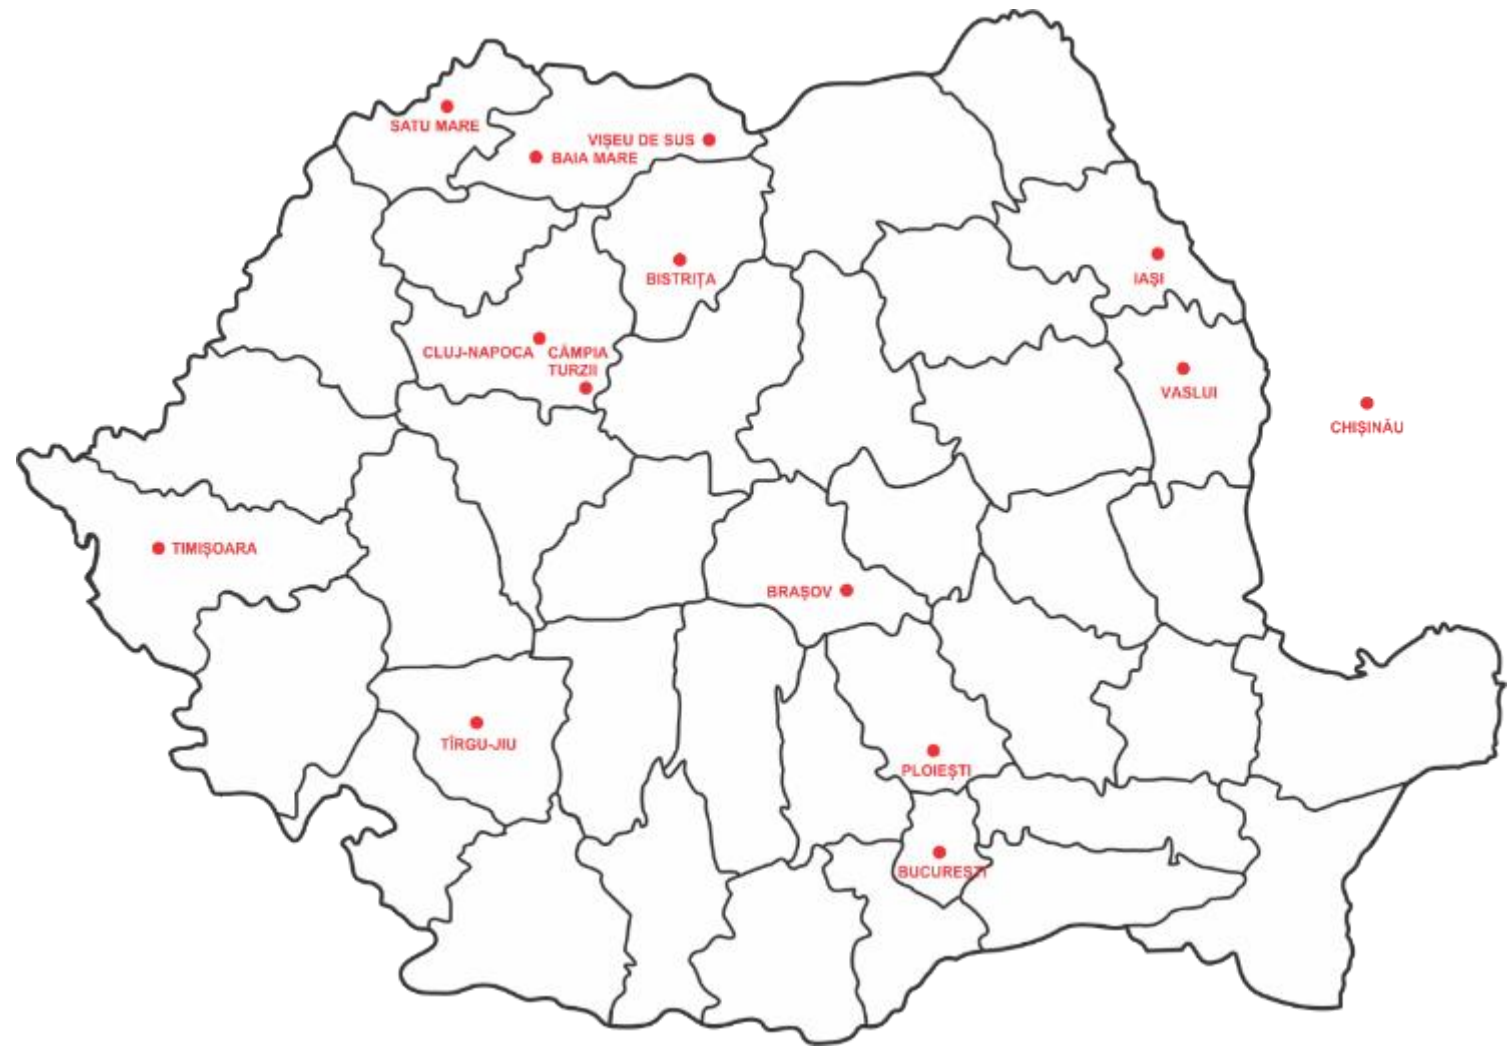 SATU MARE
VIȘEU DE SUS
BAIA MARE
BISTRIȚA
IAȘI
CLUJ-NAPOCA
CÂMPIA
TURZII
VASLUI
CHIȘINĂU
TIMIȘOARA
BRAȘOV
TÎRGU-JIU
PLOIEȘTI
BUCUREȘTI